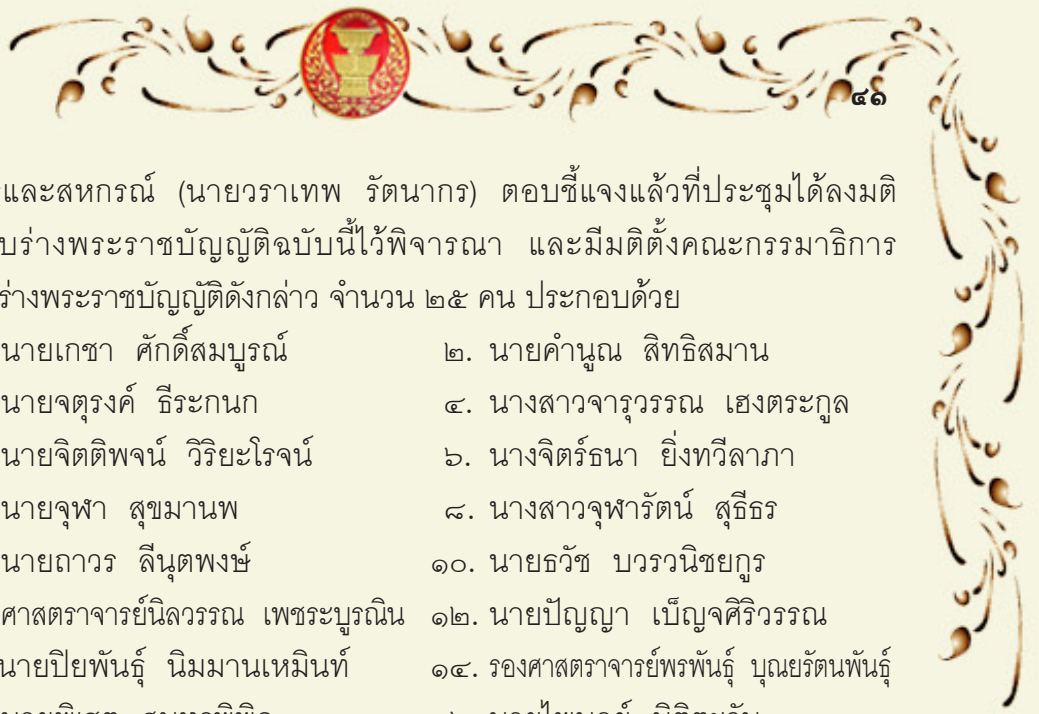 ๔๑
และสหกรณ์ (นายวราเทพ รัตนากร) ตอบชี้แจงแล้วที่ประชุมได้ลงมติ
บร่างพระราชบัญญัติฉบับนี้ไว้พิจารณา และมีมติตั้งคณะกรรมาธิการ
ร่างพระราชบัญญัติดังกล่าว จำนวน ๒๕ คน ประกอบด้วย
นายเกชา ศักดิ์สมบูรณ์ ๒. นายคำนูณ สิทธิสมาน
นายจตุรงค์ ธีระกนก ๔. นางสาวจารุวรรณ เฮงตระกูล
นายจิตติพจน์ วิริยะโรจน์ ๖. นางจิตร์ธนา ยิ่งทวีลาภา
นายจุฬา สุขมานพ ๘. นางสาวจุฬารัตน์ สุธีธร
นายถาวร ลีนุตพงษ์ ๑๐. นายธวัช บวรวนิชยกูร
ศาสตราจารย์นิลวรรณ เพชระบูรณิน ๑๒. นายปัญญา เบ็ญจศิริวรรณ
นายปิยพันธุ์ นิมมานเหมินท์ ๑๔. รองศาสตราจารย์พรพันธุ์ บุณยรัตพันธุ์